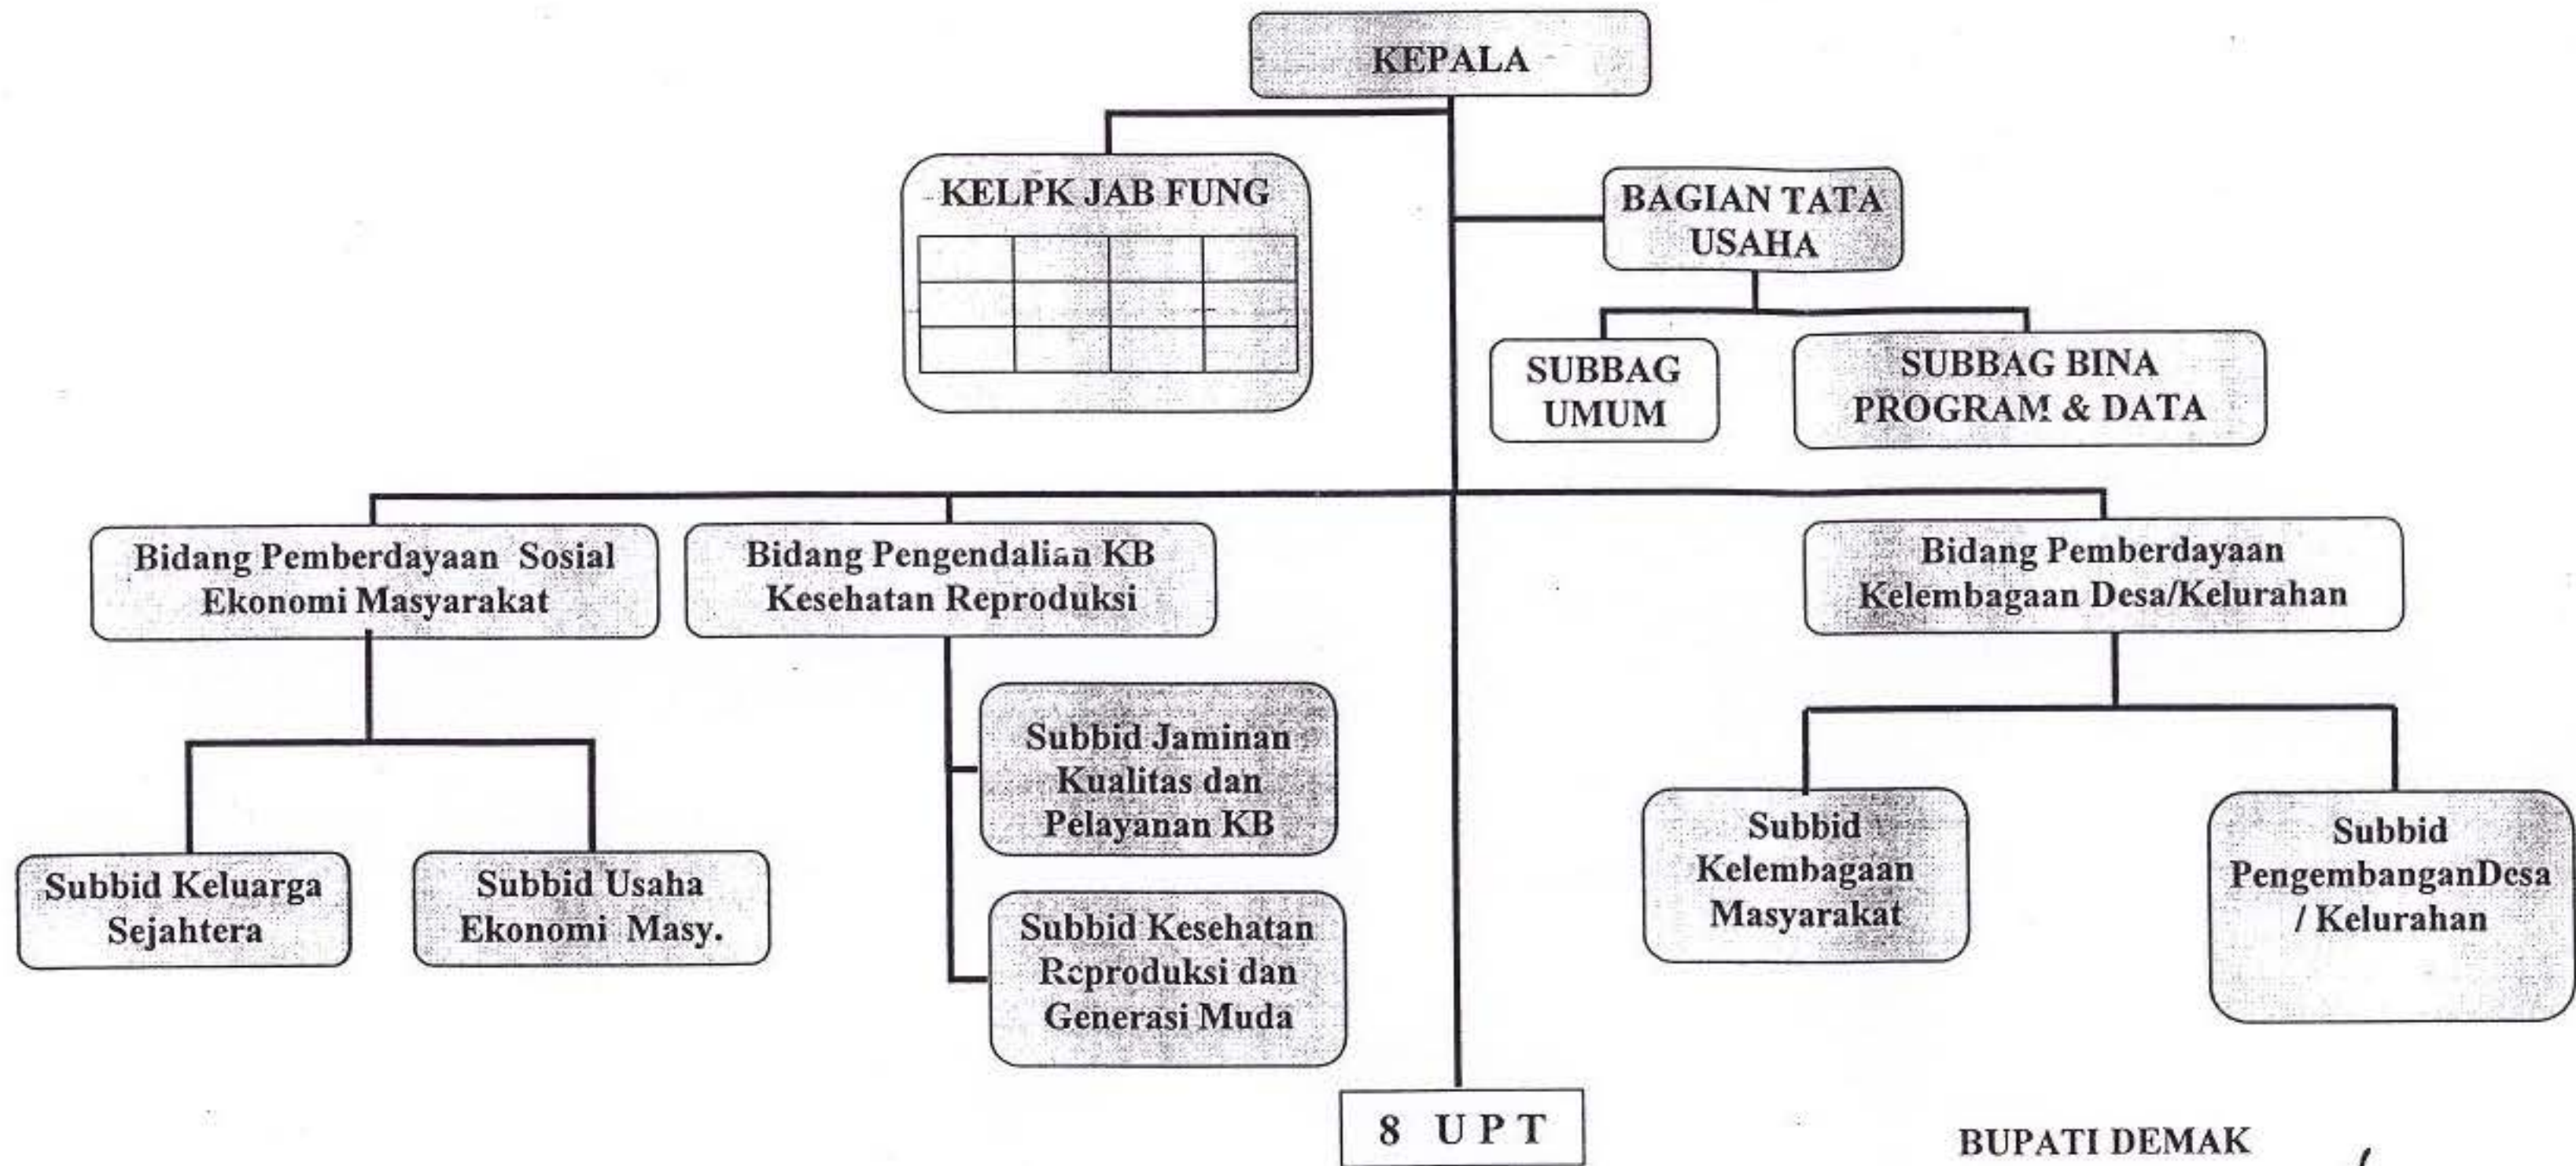 KEPALA
KELPK JAB FUNG
BAGIAN TATA
USAHA
SUBBAG
UMUM
SUBBAG BINA
PROGRAM & DATA
Bidang Pemberdayaan Sosial
Ekonomi Masyarakat
Bidang Pengendalian KB
Kesehatan Reproduksi
Bidang Pemberdayaan
Kelembagaan Desa/Kelurahan
Subbid Keluarga
Sejahtera
Subbid Usaha
Ekonomi Masy.
Subbid Jaminan
Kualitas dan
Pelayanan KB
Subbid Kesehatan
Reproduksi dan
Generasi Muda
Subbid
Kelembagaan
Masyarakat
Subbid
PengembanganDesa
/ Kelurahan
8 U P T
BUPATI DEMAK